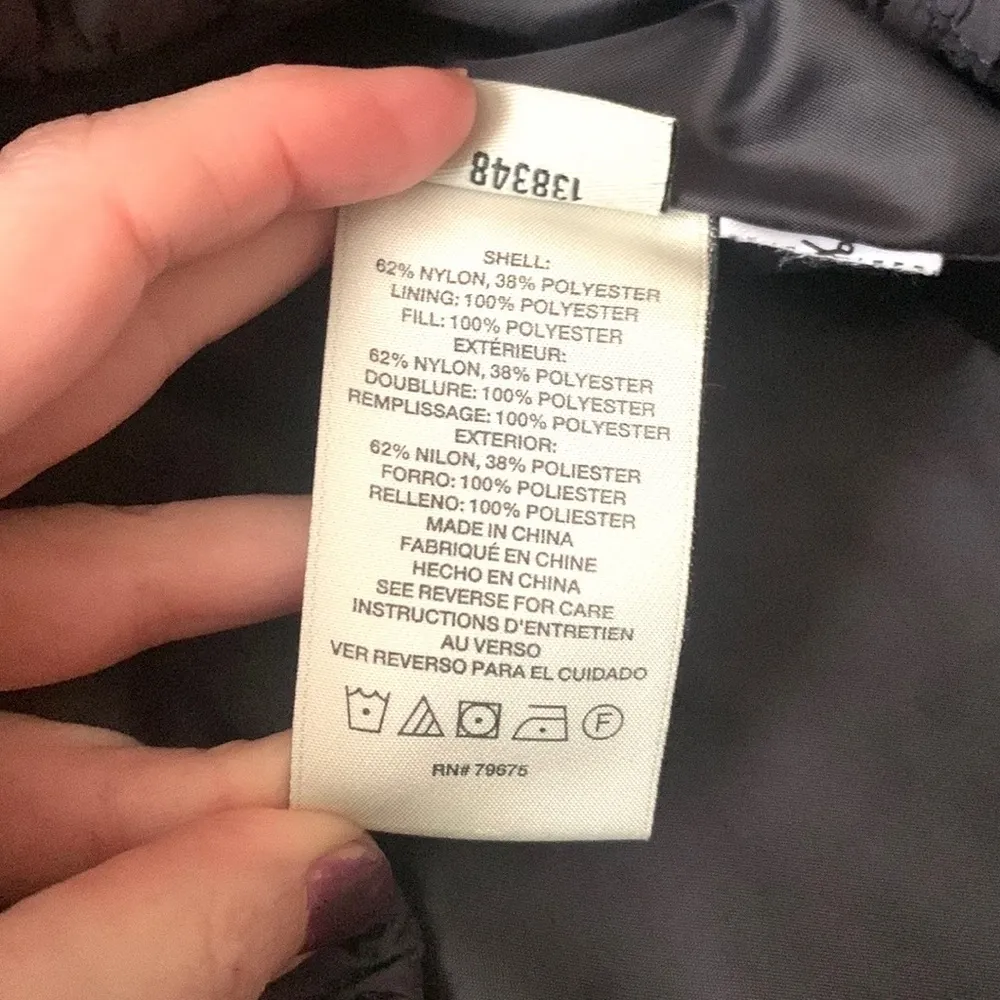 138348
SHELL:
62% NYLON, 38% POLYESTER
LINING: 100% POLYESTER
FILL: 100% POLYESTER
EXTÉRIEUR:
62% NYLON, 38% POLYESTER
DOUBLURE: 100% POLYESTER
REMPLISSAGE: 100% POLYESTER
EXTERIOR:
62% NILON, 38% POLIESTER
FORRO: 100% POLIESTER
RELLENO: 100% POLIESTER
MADE IN CHINA
FABRIQUÉ EN CHINE
HECHO EN CHINA
SEE REVERSE FOR CARE
INSTRUCTIONS D'ENTRETIEN
AU VERSO
VER REVERSO PARA EL CUIDADO
F
RN# 79675